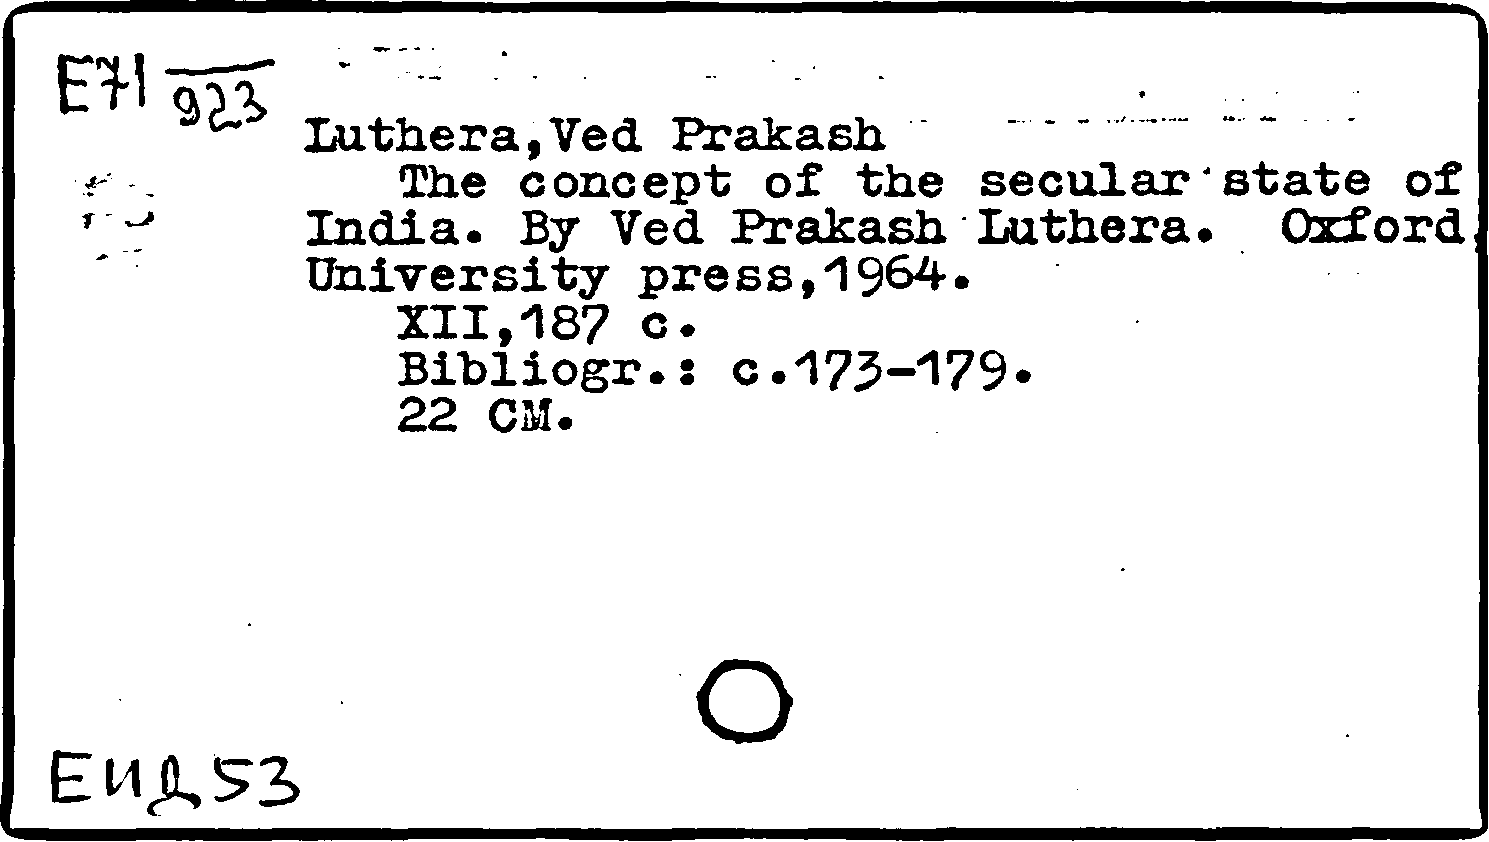 E71 923
Luthera,Ved Prakash
The concept of the secular state of
India. By Ved Prakash Luthera. Oxford,
University press,1964.
XII,187 c.
Bibliogr.: c.173-179.
22 CM.
ЕИД53